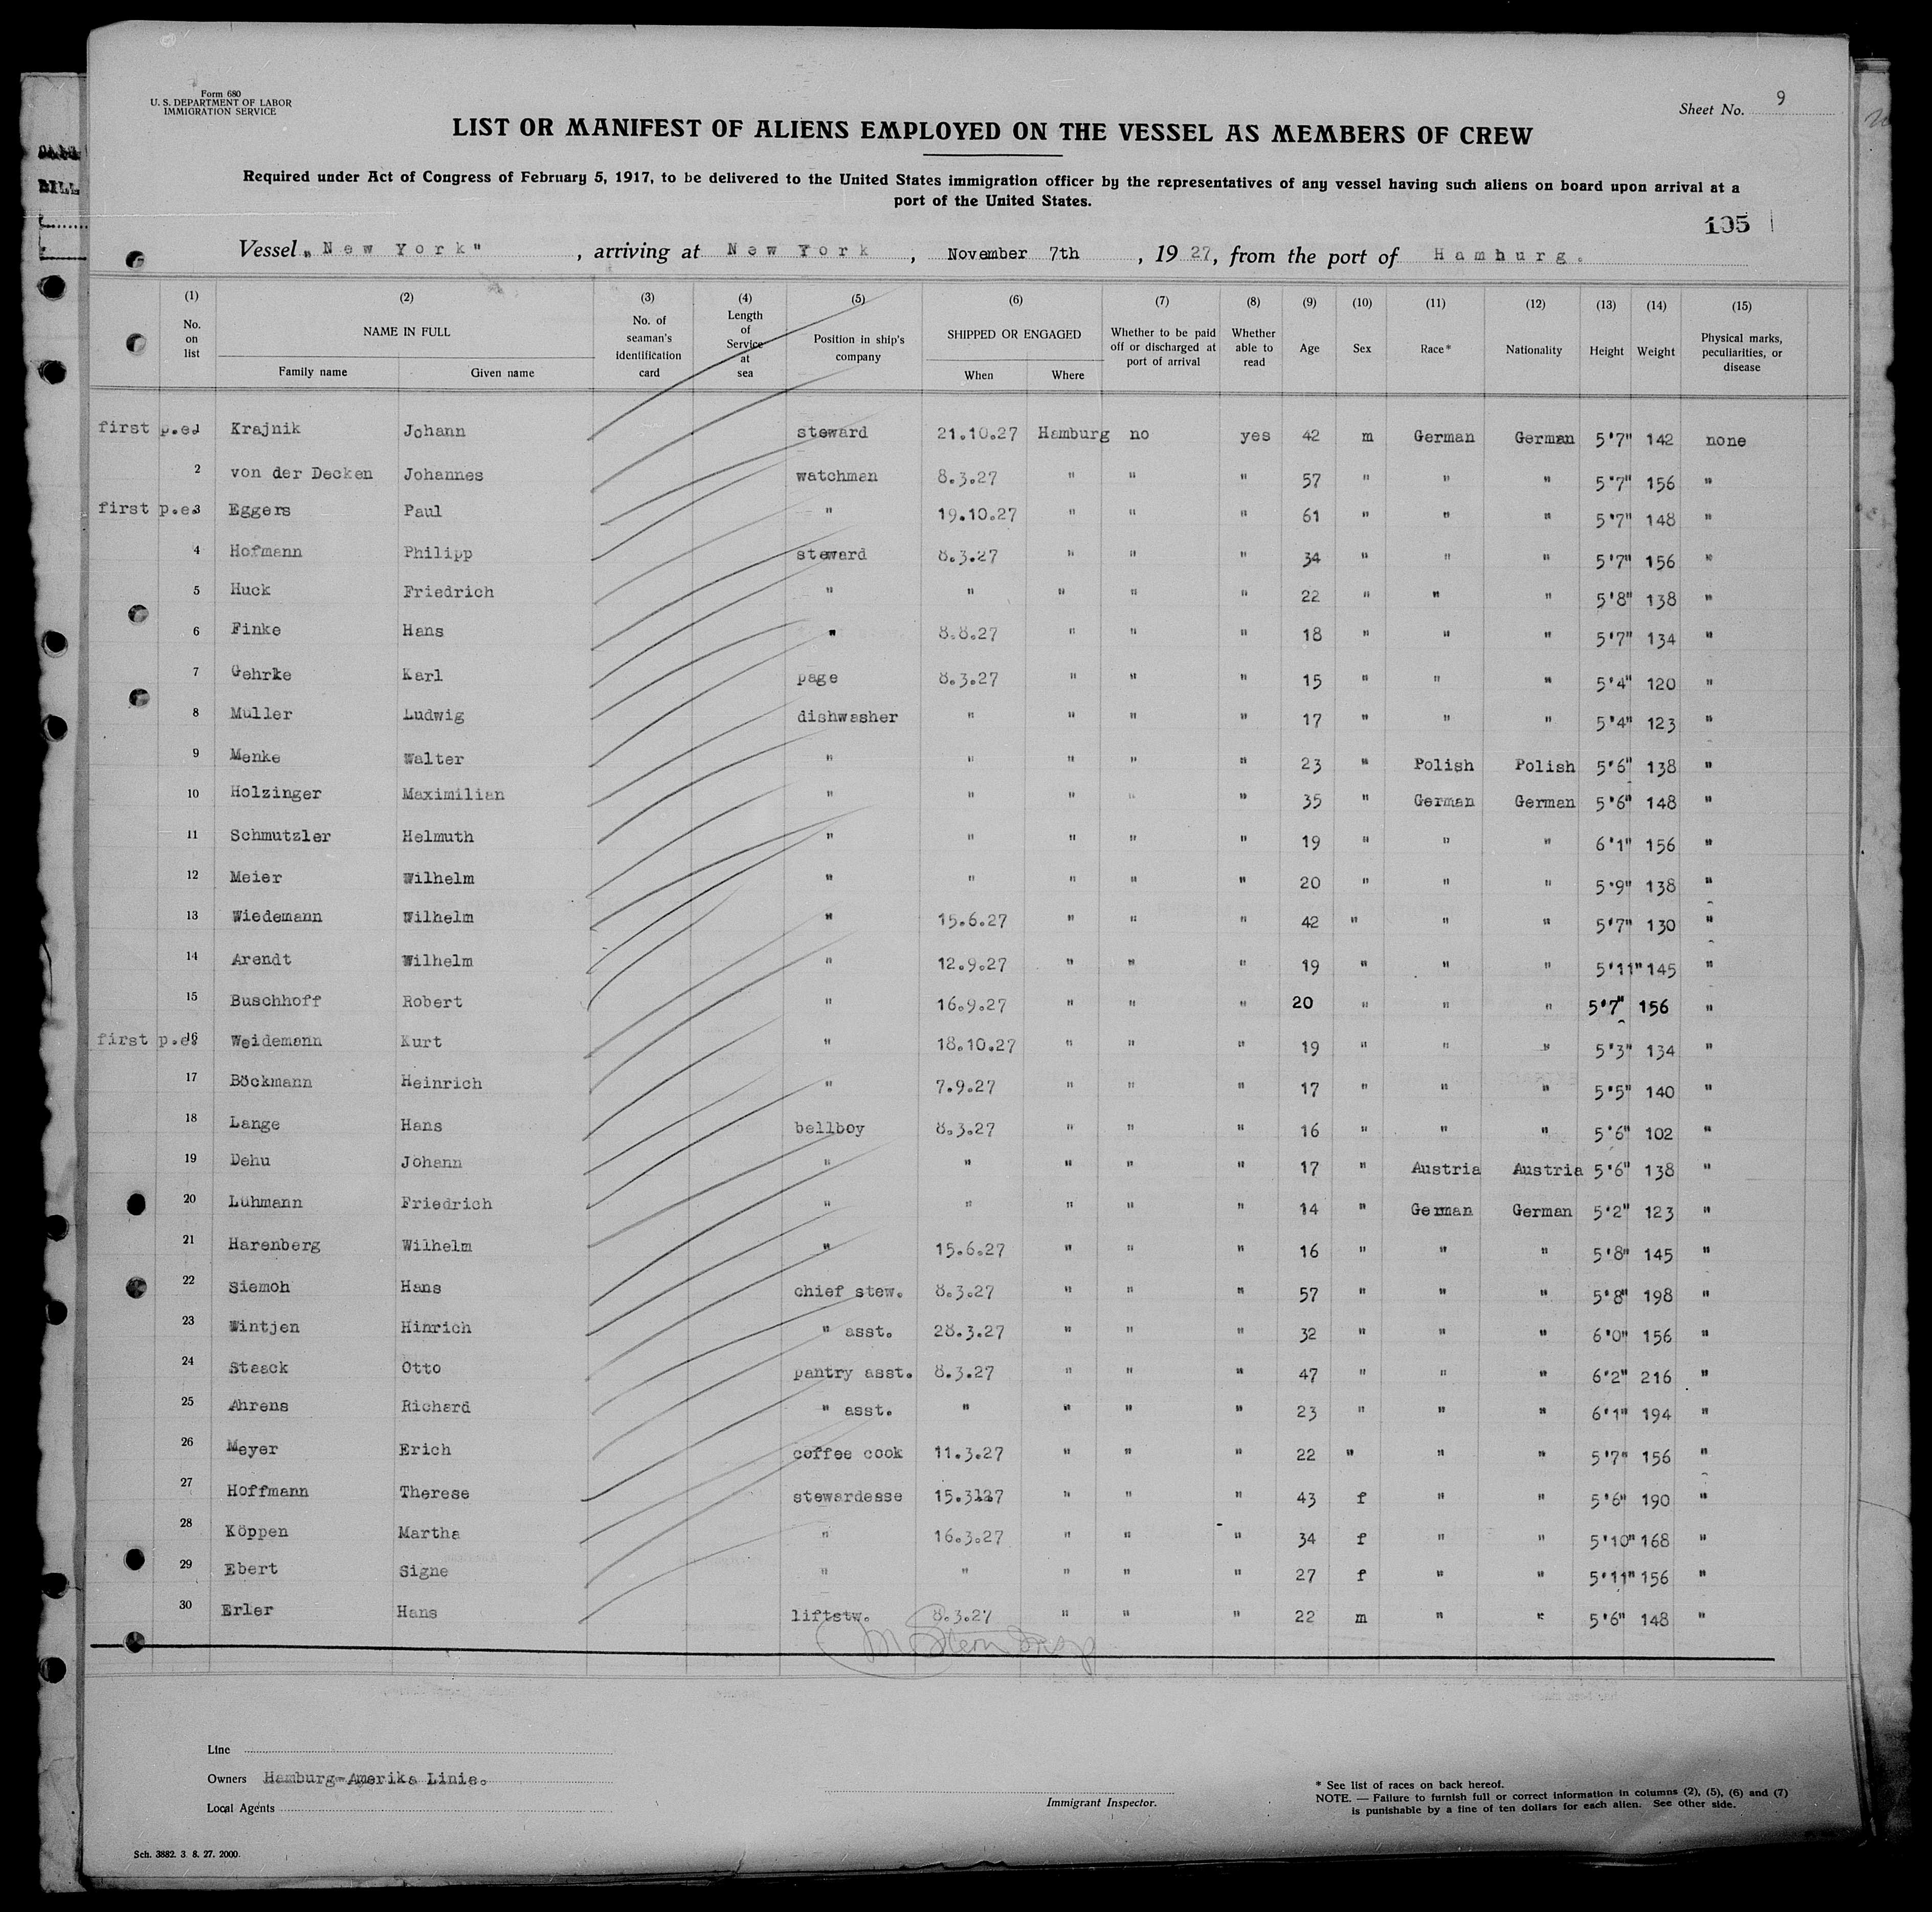 Form 680
U. S. DEPARTMENT OF LABOR
IMMIGRATION SERVICE
Sheet No. 9
LIST OR MANIFEST OF ALIENS EMPLOYED ON THE VESSEL AS MEMBERS OF CREW
Required under Act of Congress of February 5, 1917, to be delivered to the United States immigration officer by the representatives of any vessel having such aliens on board upon arrival at a
port of the United States.
105
Vessel „New York" , arriving at New York , November 7th , 1927, from the port of Hamburg.
(1) (2) (3) (4) (5) (6) (7) (8) (9) (10) (11) (12) (13) (14) (15)
No. on list NAME IN FULL No. of seaman's identification card Length of Service at sea Position in ship's company SHIPPED OR ENGAGED Whether to be paid off or discharged at port of arrival Whether able to read Age Sex Race* Nationality Height Weight Physical marks, peculiarities, or disease
Family name Given name When Where
first p.e. 1 Krajnik Johann steward 21.10.27 Hamburg no yes 42 m German German 5'7" 142 none
2 von der Decken Johannes watchman 8.3.27 " " " 57 " " " 5'7" 156 "
first p.e. 3 Eggers Paul " 19.10.27 " " " 61 " " " 5'7" 148 "
4 Hofmann Philipp steward 8.3.27 " " " 34 " " " 5'7" 156 "
5 Huck Friedrich " " " " " 22 " " " 5'8" 138 "
6 Finke Hans " 8.8.27 " " " 18 " " " 5'7" 134 "
7 Gehrke Karl page 8.3.27 " " " 15 " " " 5'4" 120 "
8 Müller Ludwig dishwasher " " " " 17 " " " 5'4" 123 "
9 Menke Walter " " " " " 23 " Polish Polish 5'6" 138 "
10 Holzinger Maximilian " " " " " 35 " German German 5'6" 148 "
11 Schmutzler Helmuth " " " " " 19 " " " 6'1" 156 "
12 Meier Wilhelm " " " " " 20 " " " 5'9" 138 "
13 Wiedemann Wilhelm " 15.6.27 " " " 42 " " " 5'7" 130 "
14 Arendt Wilhelm " 12.9.27 " " " 19 " " " 5'11" 145 "
15 Buschhoff Robert " 16.9.27 " " " 20 " " " 5'7" 156 "
first p.e. 16 Weidemann Kurt " 18.10.27 " " " 19 " " " 5'3" 134 "
17 Böckmann Heinrich " 7.9.27 " " " 17 " " " 5'5" 140 "
18 Lange Hans bellboy 8.3.27 " " " 16 " " " 5'6" 102 "
19 Dehu Johann " " " " " 17 " Austria Austria 5'6" 138 "
20 Lühmann Friedrich " " " " " 14 " German German 5'2" 123 "
21 Harenberg Wilhelm " 15.6.27 " " " 16 " " " 5'8" 145 "
22 Siemoh Hans chief stew. 8.3.27 " " " 57 " " " 5'8" 198 "
23 Wintjen Hinrich " asst. 28.3.27 " " " 32 " " " 6'0" 156 "
24 Staack Otto pantry asst. 8.3.27 " " " 47 " " " 6'2" 216 "
25 Ahrens Richard " asst. " " " " 23 " " " 6'1" 194 "
26 Meyer Erich coffee cook 11.3.27 " " " 22 " " " 5'7" 156 "
27 Hoffmann Therese stewardesse 15.3.27 " " " 43 f " " 5'6" 190 "
28 Köppen Martha " 16.3.27 " " " 34 f " " 5'10" 168 "
29 Ebert Signe " " " " " 27 f " " 5'11" 156 "
30 Erler Hans liftstw. 8.3.27 " " " 22 m " " 5'6" 148 "
Line
Owners Hamburg-Amerika Linie.
Local Agents
Immigrant Inspector.
* See list of races on back hereof.
NOTE. — Failure to furnish full or correct information in columns (2), (5), (6) and (7)
is punishable by a fine of ten dollars for each alien. See other side.
Sch. 3882. 3. 8. 27. 2000.